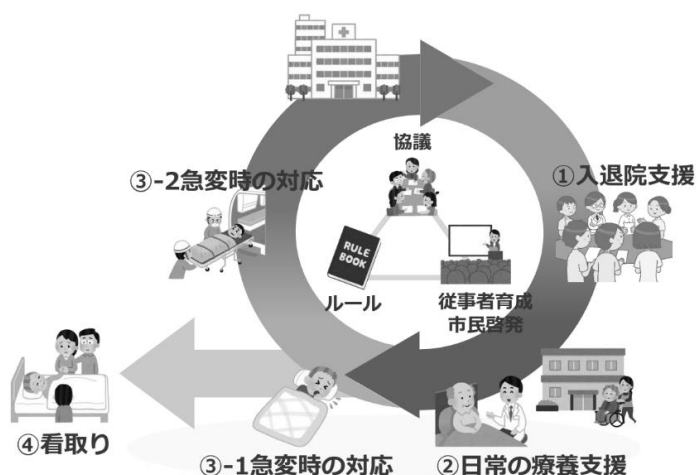 協議
③-2急変時の対応
①入退院支援
RULE
BOOK
ルール
従事者育成
市民啓発
④看取り
③-1急変時の対応
②日常の療養支援